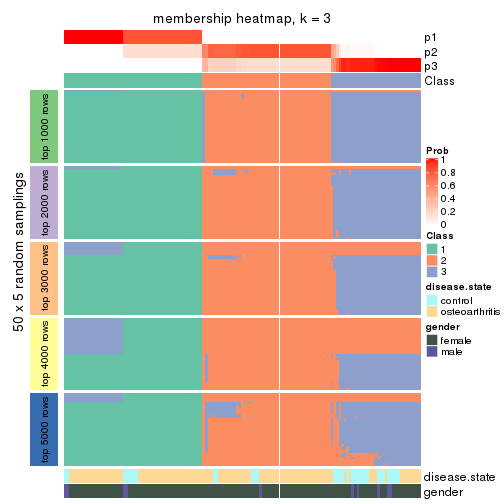 membership heatmap, k = 3
p1
p2
p3
Class
50 x 5 random samplings
top 1000 rows
top 2000 rows
top 3000 rows
top 4000 rows
top 5000 rows
Prob
1
0.8
0.6
0.4
0.2
0
Class
1
2
3
disease.state
control
osteoarthritis
gender
female
male
disease.state
gender